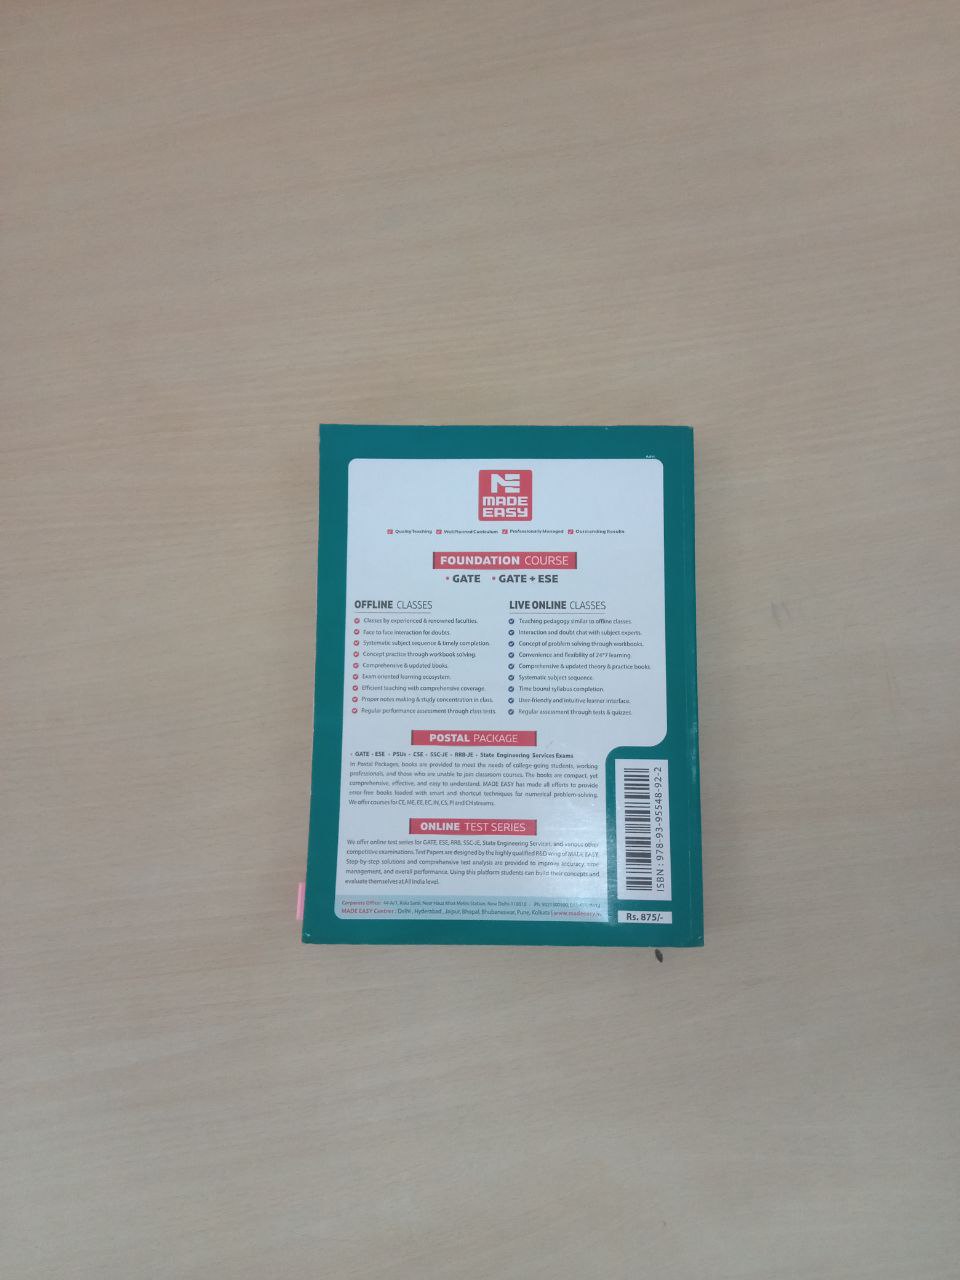 MADE
EASY
Quality Teaching Well Planned Curriculum Professionally Managed Outstanding Results
FOUNDATION COURSE
• GATE • GATE + ESE
OFFLINE CLASSES
Classes by experienced & renowned faculties.
Face to face interaction for doubts.
Systematic subject sequence & timely completion.
Concept practice through workbook solving.
Comprehensive & updated books.
Exam oriented learning ecosystem.
Efficient teaching with comprehensive coverage.
Proper notes making & study concentration in class.
Regular performance assessment through class tests.
LIVE ONLINE CLASSES
Teaching pedagogy similar to offline classes.
Interaction and doubt chat with subject experts.
Concept of problem solving through workbooks.
Convenience and flexibility of 24*7 learning.
Comprehensive & updated theory & practice books.
Systematic subject sequence.
Time bound syllabus completion.
User-friendly and intuitive learner interface.
Regular assessment through tests & quizzes.
POSTAL PACKAGE
• GATE • ESE • PSUs • CSE • SSC-JE • RRB-JE • State Engineering Services Exams
In Postal Packages, books are provided to meet the needs of college-going students, working
professionals, and those who are unable to join classroom courses. The books are compact, yet
comprehensive, effective, and easy to understand. MADE EASY has made all efforts to provide
error-free books loaded with smart and shortcut techniques for numerical problem-solving.
We offer courses for CE, ME, EE, EC, IN, CS, PI and CH streams.
ONLINE TEST SERIES
We offer online test series for GATE, ESE, RRB, SSC-JE, State Engineering Services, and various other
competitive examinations. Test Papers are designed by the highly qualified R&D wing of MADE EASY.
Step-by-step solutions and comprehensive test analysis are provided to improve accuracy, time
management, and overall performance. Using this platform students can build their concepts and
evaluate themselves at All India level.
Corporate Office: 44-A/1, Kalu Sarai, Near Hauz Khas Metro Station, New Delhi-110016
MADE EASY Centres : Delhi , Hyderabad , Jaipur, Bhopal, Bhubaneswar, Pune, Kolkata | www.madeeasy.in
ISBN: 978-93-95548-92-2
Rs. 875/-